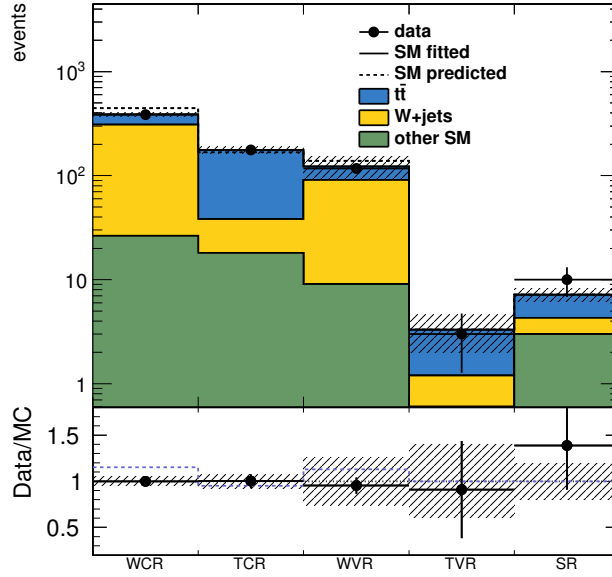 events
10³
10²
10
1
data
SM fitted
SM predicted
tt̄
W+jets
other SM
Data/MC
1.5
1
0.5
WCR TCR WVR TVR SR